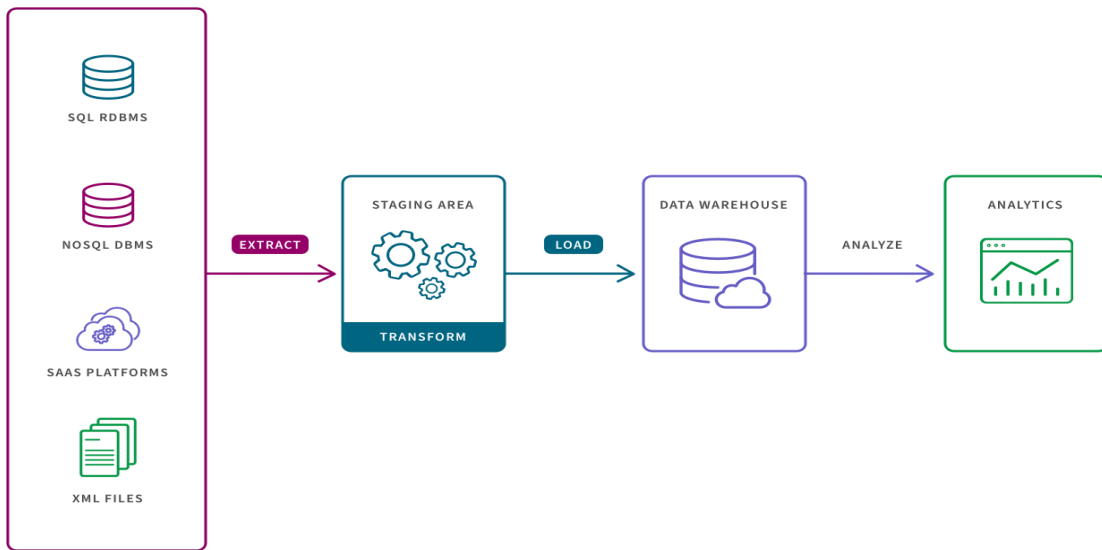 SQL RDBMS
NOSQL DBMS
SAAS PLATFORMS
XML FILES
EXTRACT
STAGING AREA
TRANSFORM
LOAD
DATA WAREHOUSE
ANALYZE
ANALYTICS